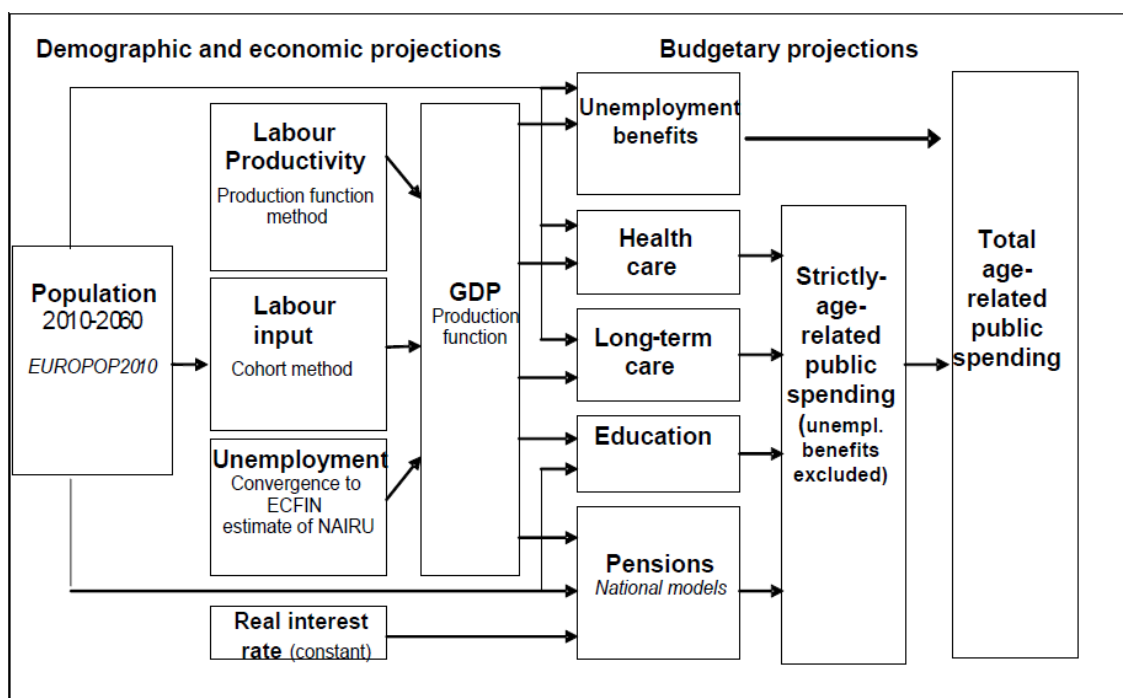 Demographic and economic projections
Budgetary projections
Population
2010-2060
EUROPOP2010
Labour
Productivity
Production function
method
Labour
input
Cohort method
Unemployment
Convergence to
ECFIN
estimate of NAIRU
Real interest
rate (constant)
GDP
Production
function
Unemployment
benefits
Health
care
Long-term
care
Education
Pensions
National models
Strictly-
age-
related
public
spending
(unempl.
benefits
excluded)
Total
age-
related
public
spending